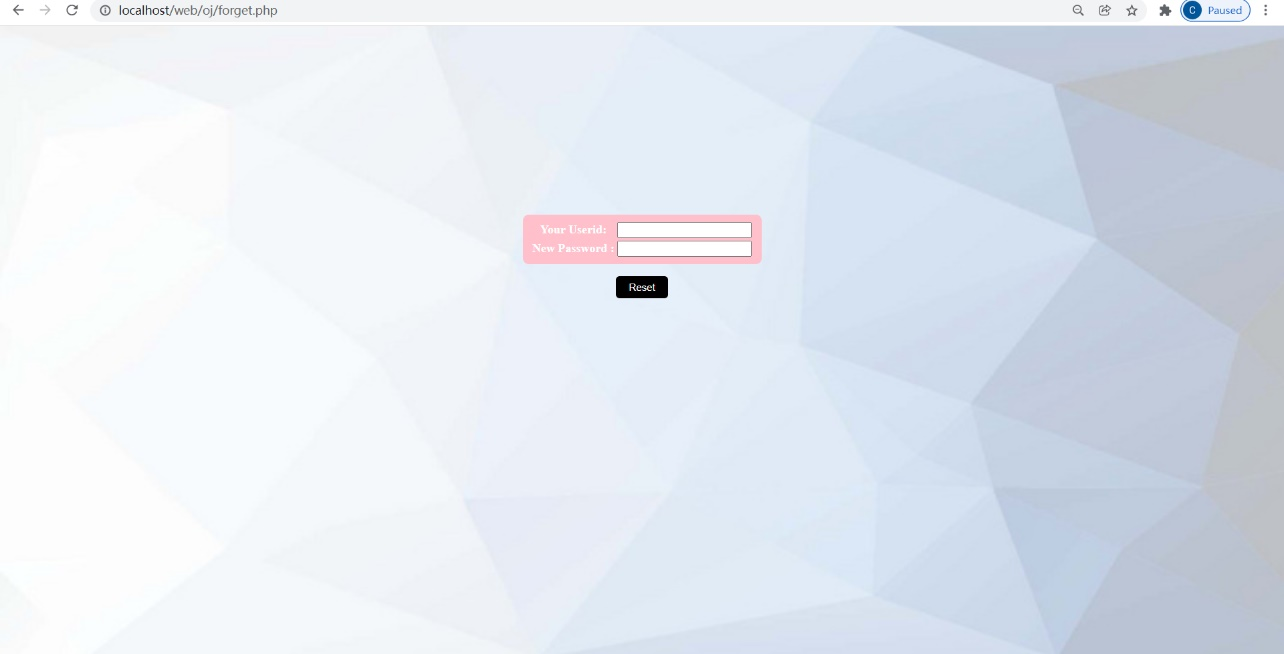 localhost/web/oj/forget.php
C Paused
Your Userid:
New Password :
Reset